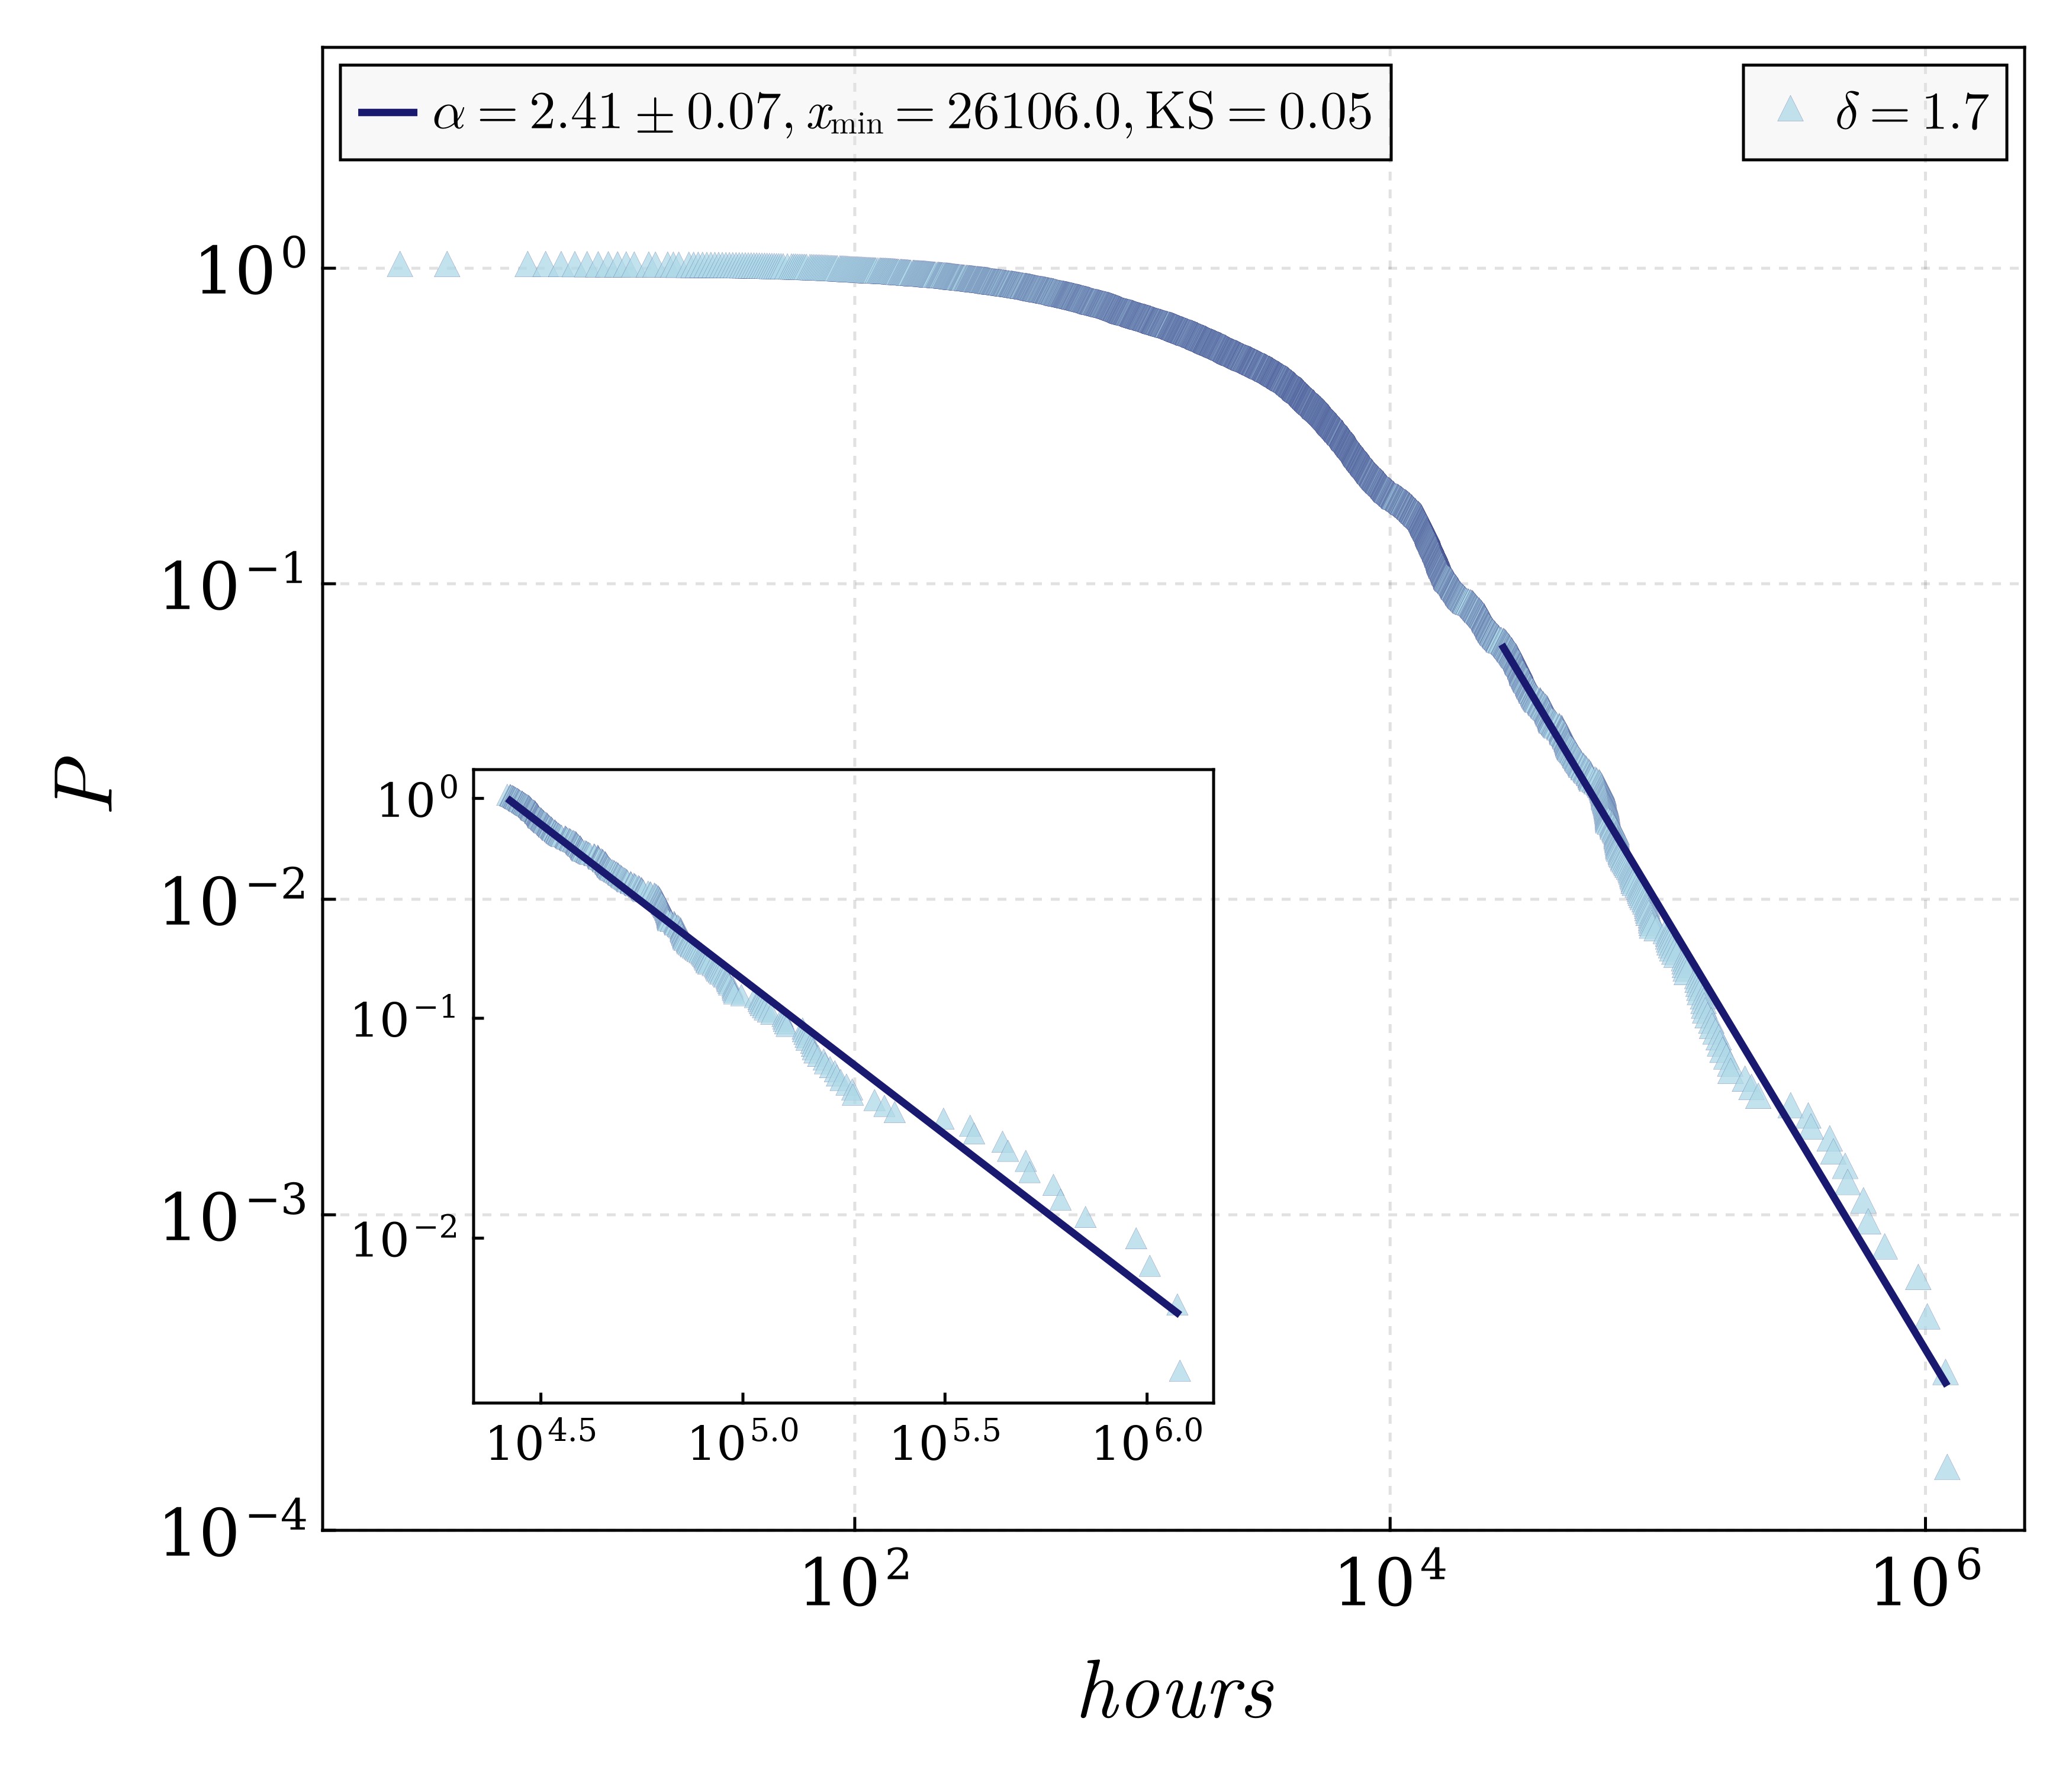 α = 2.41 ± 0.07, x_min = 26106.0, KS = 0.05
δ = 1.7
10^0
10^−1
10^−2
10^−3
10^−4
P
10^0
10^−1
10^−2
10^4.5 10^5.0 10^5.5 10^6.0
10^2 10^4 10^6
hours